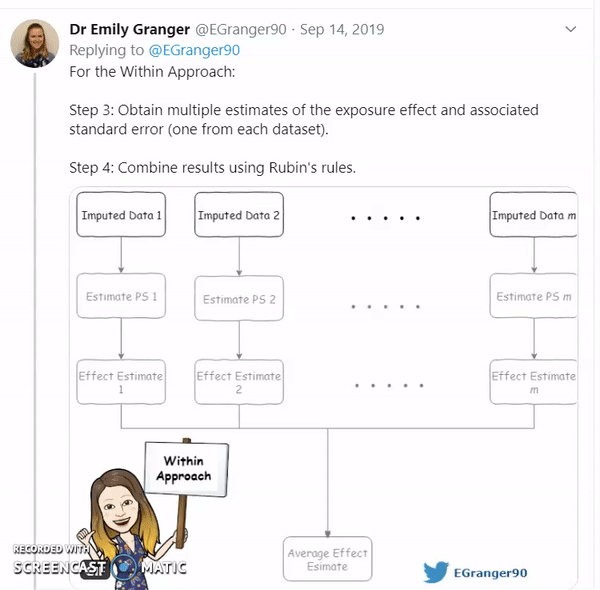 Dr Emily Granger @EGranger90 · Sep 14, 2019
Replying to @EGranger90
For the Within Approach:
Step 3: Obtain multiple estimates of the exposure effect and associated
standard error (one from each dataset).
Step 4: Combine results using Rubin's rules.
Imputed Data 1
Imputed Data 2
Imputed Data m
Estimate PS 1
Estimate PS 2
Estimate PS m
Effect Estimate
1
Effect Estimate
2
Effect Estimate
m
Within
Approach
Average Effect
Esimate
EGranger90
RECORDED WITH
SCREENCAST MATIC